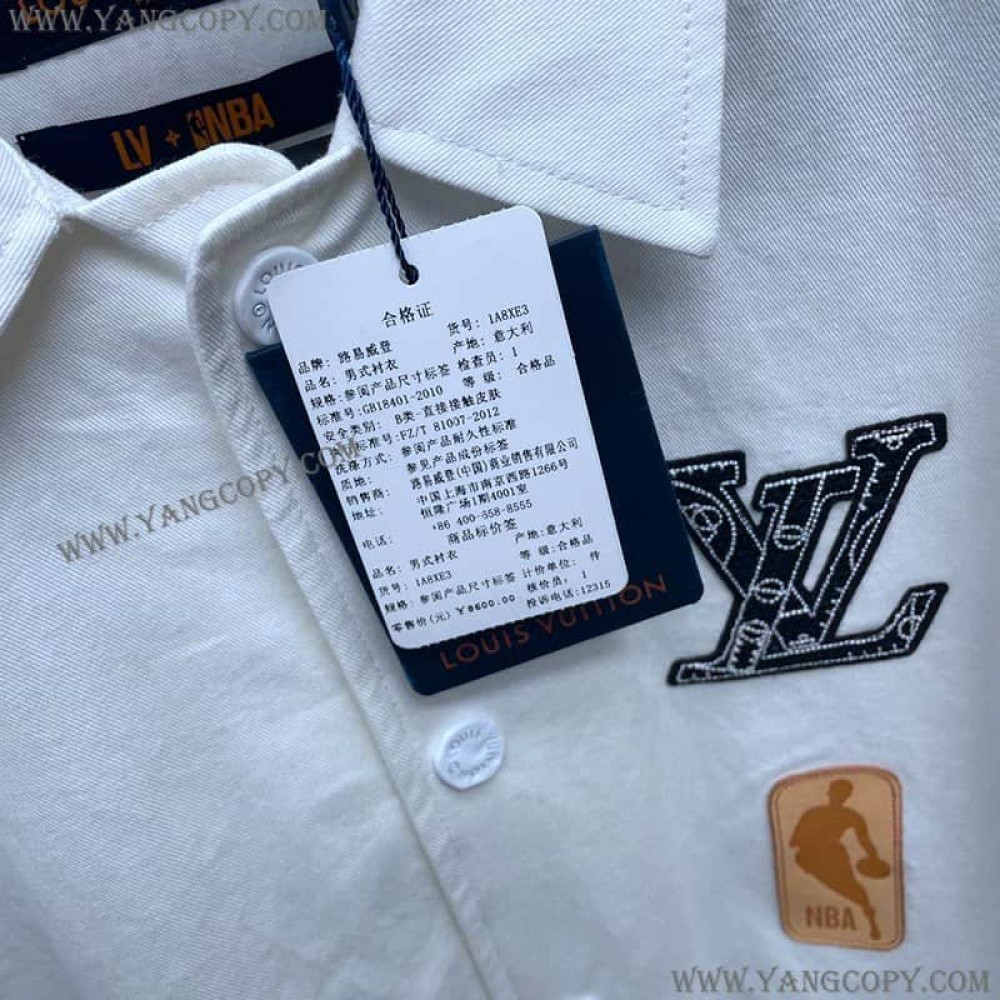 WWW.YANGCOPY.COM
LV + NBA
合格证
货号: 1A8XE3
品牌: 路易威登
产地: 意大利
品名: 男式衬衣
检查员: 1
规格:参阅产品尺寸标签
等 级: 合格品
标准号:GB18401-2010
安全类别: B类-直接接触皮肤
标准号:FZ/T 81007-2012
洗涤方式: 参阅产品耐久性标准
质地: 参见产品成份标签
销售商: 路易威登(中国)商业销售有限公司
地址: 中国上海市南京西路1266号
恒隆广场1期4001室
电话: +86 400-558-8555
商品标价签
品名: 男式衬衣
产地:意大利
货号: 1A8XE3
等 级:合格品
规格: 参阅产品尺寸标签
计价单位: 件
核价员: 1
零售价(元) ¥8600.00
投诉电话:12315
LOUIS VUITTON
WWW.YANGCOPY.COM
LV
LOUIS VUITTON
NBA
WWW.YANGCOPY.COM